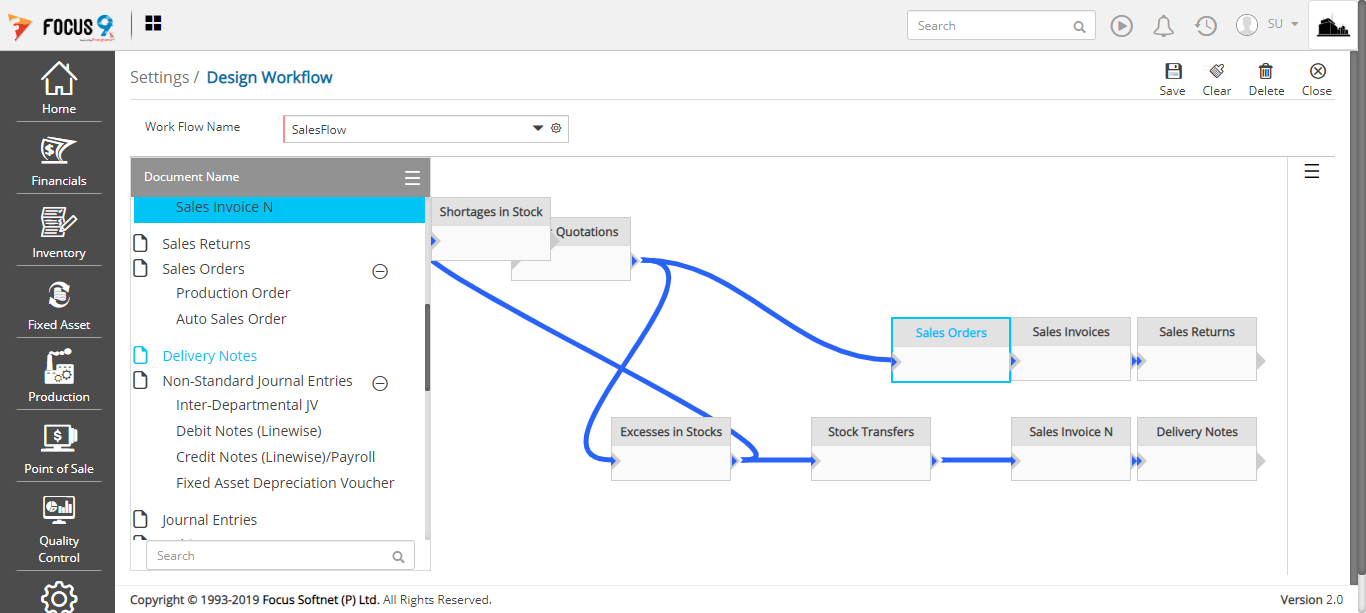 FOCUS 9
Search
SU
Home
Financials
Inventory
Fixed Asset
Production
Point of Sale
Quality
Control
Settings / Design Workflow
Save
Clear
Delete
Close
Work Flow Name
SalesFlow
Document Name
Sales Invoice N
Sales Returns
Sales Orders
Production Order
Auto Sales Order
Delivery Notes
Non-Standard Journal Entries
Inter-Departmental JV
Debit Notes (Linewise)
Credit Notes (Linewise)/Payroll
Fixed Asset Depreciation Voucher
Journal Entries
Search
Shortages in Stock
Quotations
Sales Orders
Sales Invoices
Sales Returns
Excesses in Stocks
Stock Transfers
Sales Invoice N
Delivery Notes
Copyright © 1993-2019 Focus Softnet (P) Ltd. All Rights Reserved.
Version 2.0